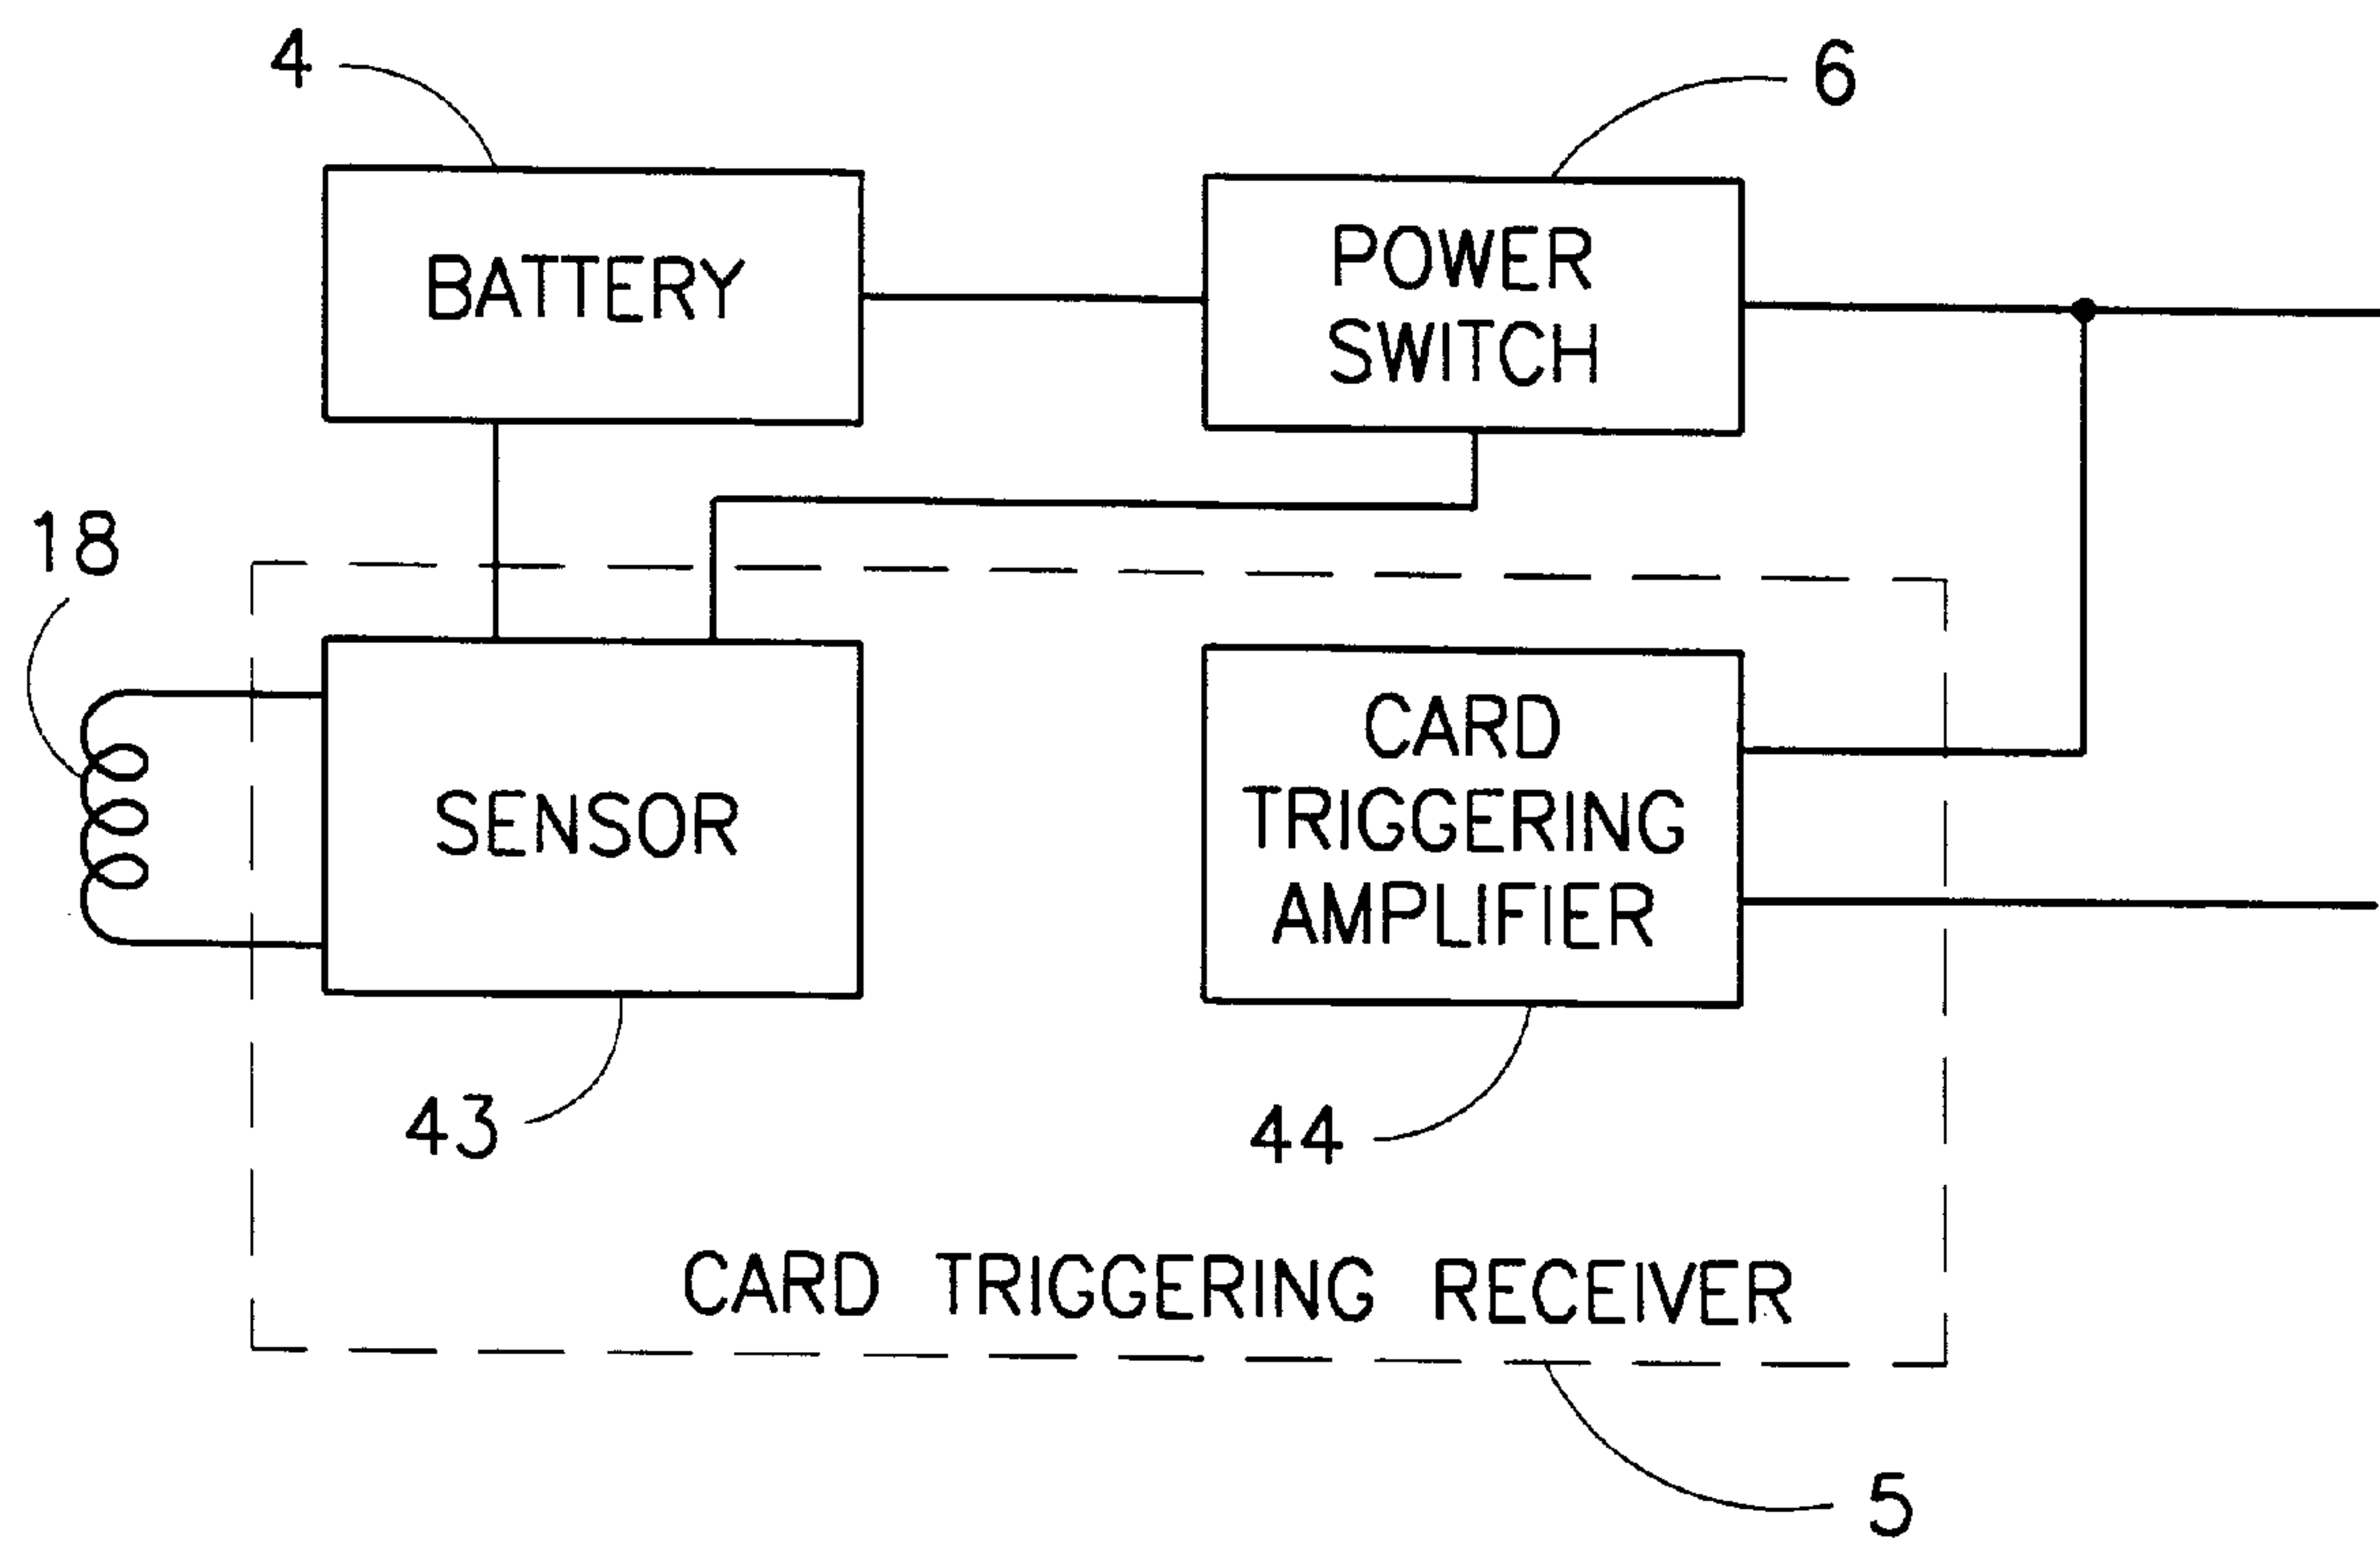 4
6
BATTERY
POWER
SWITCH
18
SENSOR
CARD
TRIGGERING
AMPLIFIER
43
44
CARD TRIGGERING RECEIVER
5